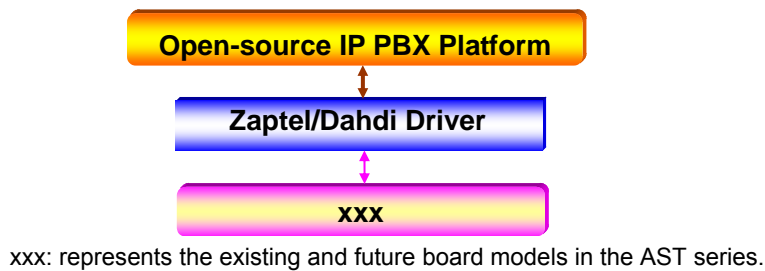 Open-source IP PBX Platform
Zaptel/Dahdi Driver
xxx
xxx: represents the existing and future board models in the AST series.